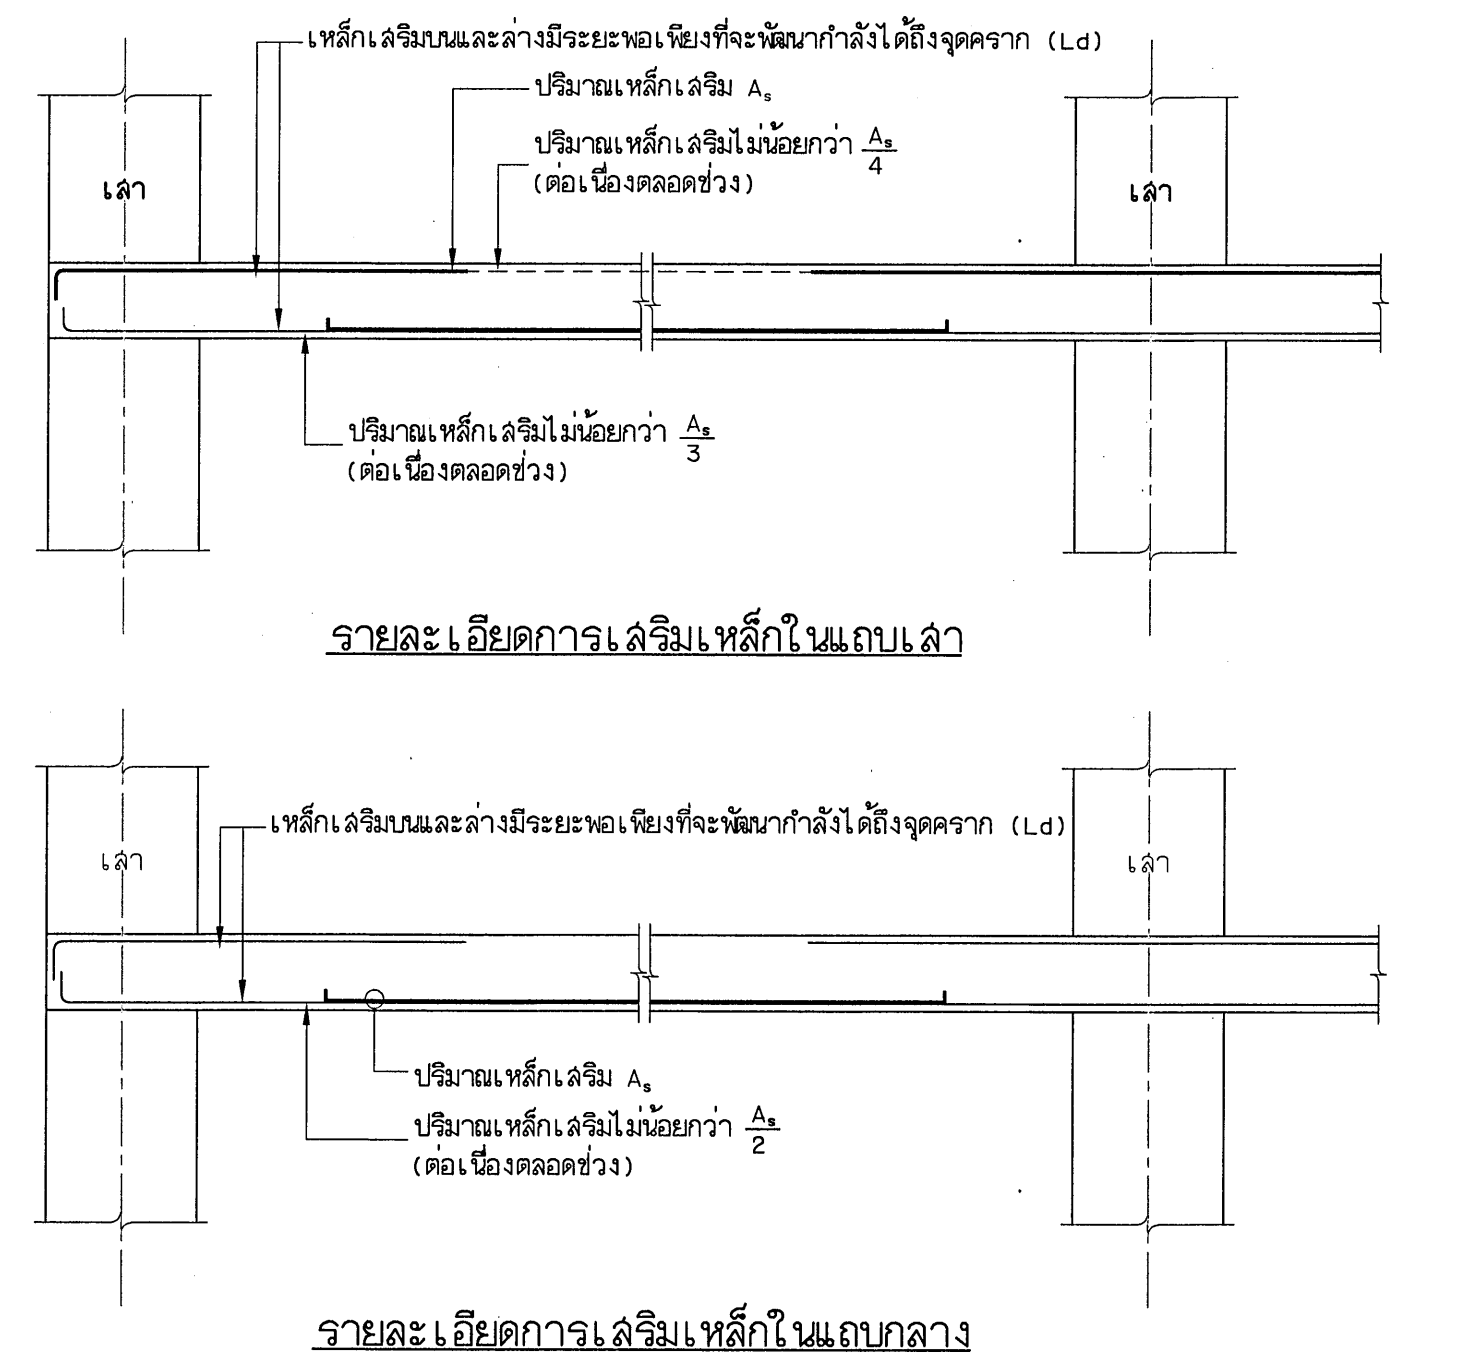 เหล็กเสริมบนและล่างมีระยะพอเพียงที่จะพัฒนากำลังได้ถึงจุดคราก (Ld)
ปริมาณเหล็กเสริม As
ปริมาณเหล็กเสริมไม่น้อยกว่า As/4
(ต่อเนื่องตลอดช่วง)
เสา
เสา
ปริมาณเหล็กเสริมไม่น้อยกว่า As/3
(ต่อเนื่องตลอดช่วง)
รายละเอียดการเสริมเหล็กในแถบเสา
เหล็กเสริมบนและล่างมีระยะพอเพียงที่จะพัฒนากำลังได้ถึงจุดคราก (Ld)
เสา
เสา
ปริมาณเหล็กเสริม As
ปริมาณเหล็กเสริมไม่น้อยกว่า As/2
(ต่อเนื่องตลอดช่วง)
รายละเอียดการเสริมเหล็กในแถบกลาง